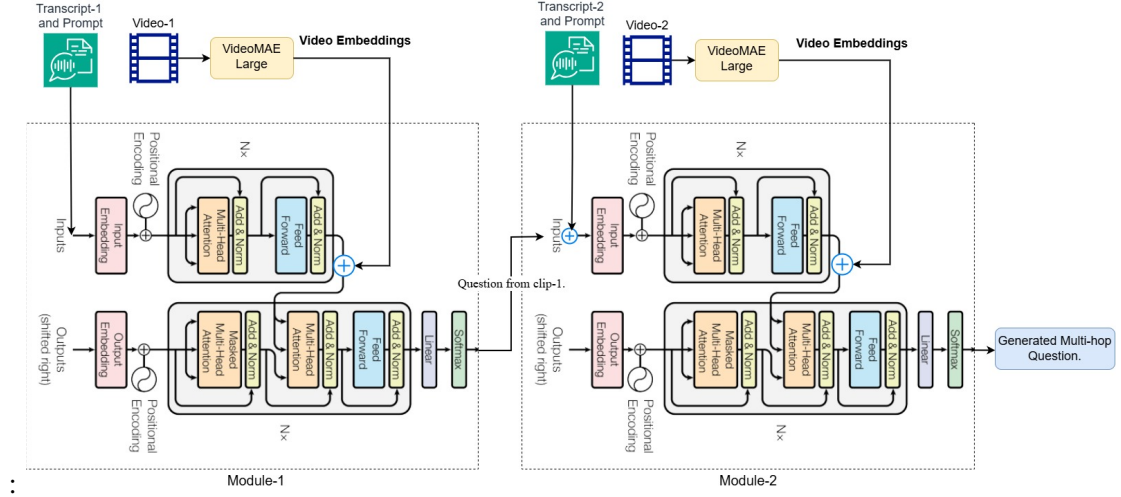 Transcript-1
and Prompt
Video-1
VideoMAE
Large
Video Embeddings
Positional
Encoding
Nx
Inputs
Input
Embedding
Multi-Head
Attention
Add & Norm
Feed
Forward
Add & Norm
Outputs
(shifted right)
Output
Embedding
Positional
Encoding
Masked
Multi-Head
Attention
Add & Norm
Multi-Head
Attention
Add & Norm
Feed
Forward
Add & Norm
Linear
Softmax
Nx
Module-1
Question from clip-1.
Transcript-2
and Prompt
Video-2
VideoMAE
Large
Video Embeddings
Positional
Encoding
Nx
Inputs
Input
Embedding
Multi-Head
Attention
Add & Norm
Feed
Forward
Add & Norm
Outputs
(shifted right)
Output
Embedding
Positional
Encoding
Masked
Multi-Head
Attention
Add & Norm
Multi-Head
Attention
Add & Norm
Feed
Forward
Add & Norm
Linear
Softmax
Nx
Generated Multi-hop
Question.
Module-2
: